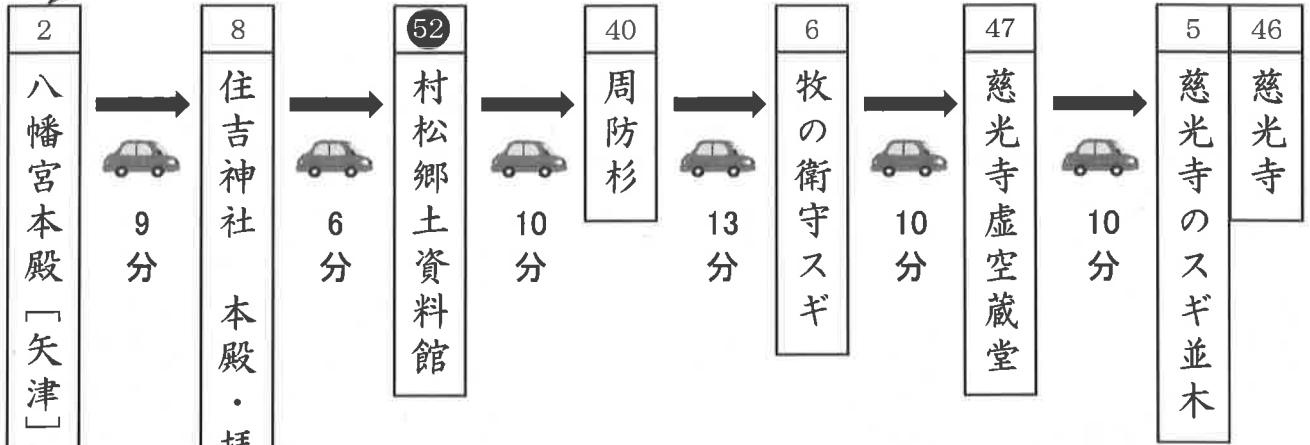 2
八幡宮本殿［矢津］
9分
8
住吉神社　本殿・
6分
52
村松郷土資料館
10分
40
周防杉
13分
6
牧の衛守スギ
10分
47
慈光寺虚空蔵堂
10分
5
慈光寺のスギ並木
46
慈光寺